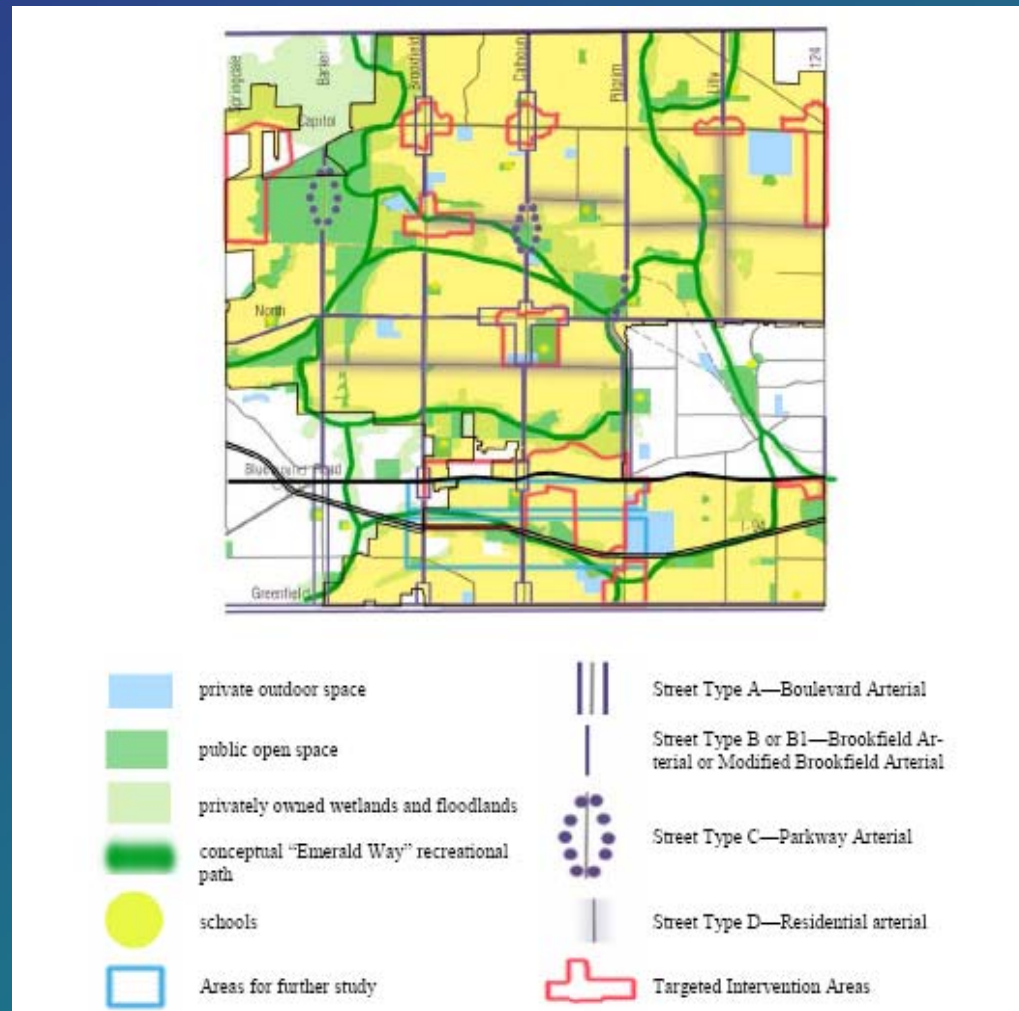 Springdale
Barker
Brookfield
Calhoun
Pilgrim
Lilly
124
Capitol
North
Road
I-94
Greenfield
private outdoor space
public open space
privately owned wetlands and floodlands
conceptual “Emerald Way” recreational
path
schools
Areas for further study
Street Type A—Boulevard Arterial
Street Type B or B1—Brookfield Ar-
terial or Modified Brookfield Arterial
Street Type C—Parkway Arterial
Street Type D—Residential arterial
Targeted Intervention Areas